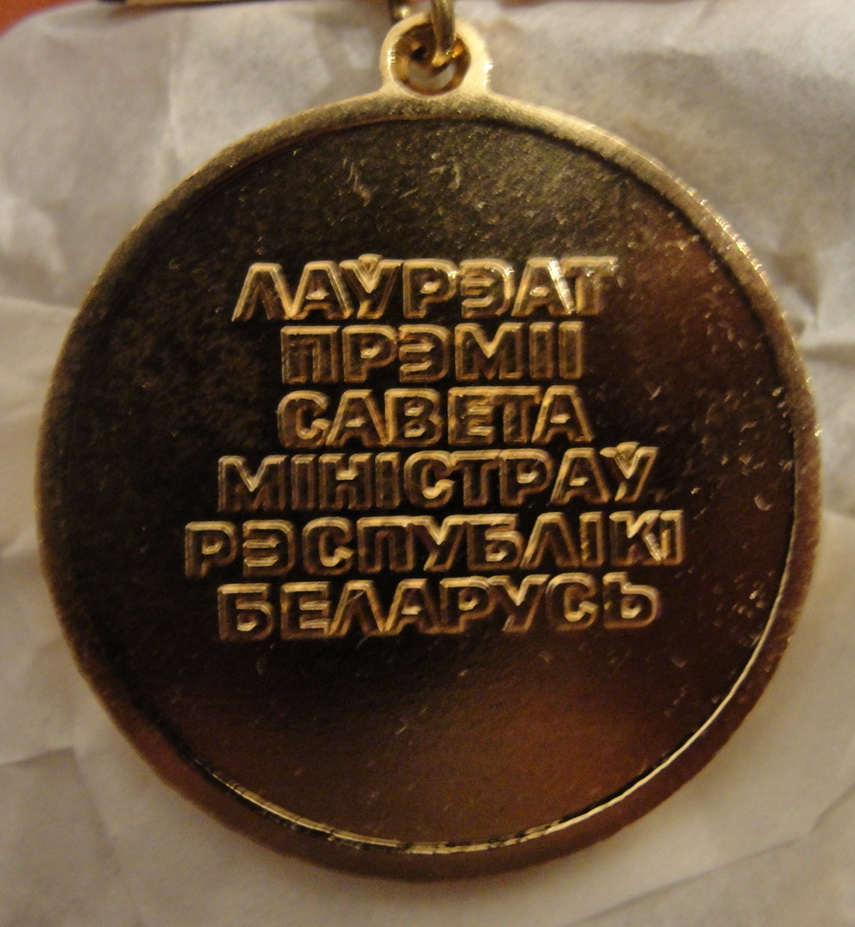 ЛАЎРЭАТ
ПРЭМІІ
САВЕТА
МІНІСТРАЎ
РЭСПУБЛІКІ
БЕЛАРУСЬ